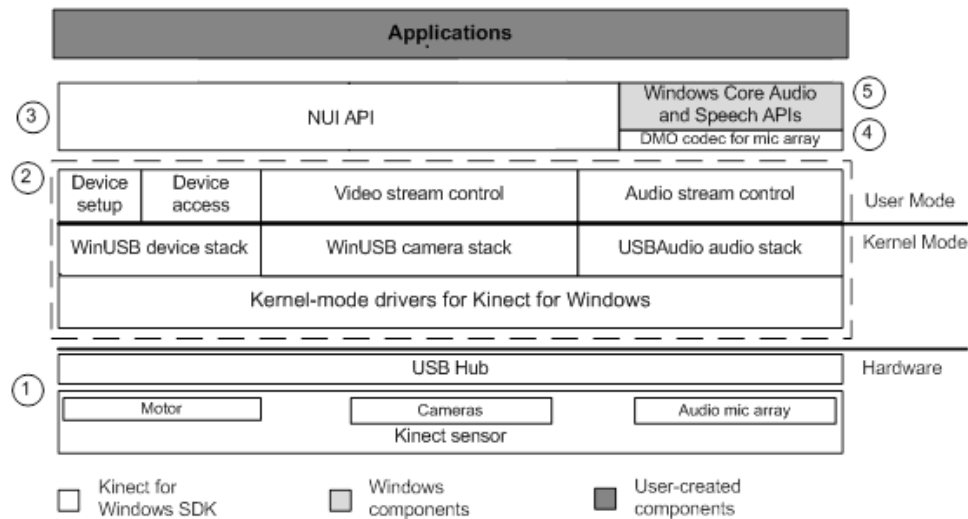 Applications
3
NUI API
Windows Core Audio
and Speech APIs
5
DMO codec for mic array
4
2
Device
setup
Device
access
Video stream control
Audio stream control
User Mode
WinUSB device stack
WinUSB camera stack
USBAudio audio stack
Kernel Mode
Kernel-mode drivers for Kinect for Windows
USB Hub
Hardware
1
Motor
Cameras
Audio mic array
Kinect sensor
Kinect for
Windows SDK
Windows
components
User-created
components